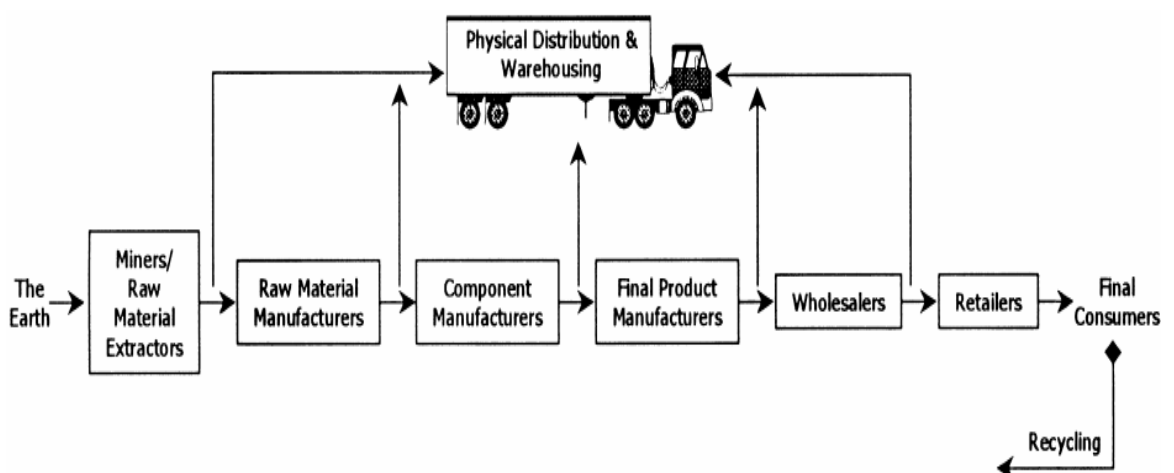 Physical Distribution &
Warehousing
The
Earth
Miners/
Raw
Material
Extractors
Raw Material
Manufacturers
Component
Manufacturers
Final Product
Manufacturers
Wholesalers
Retailers
Final
Consumers
Recycling